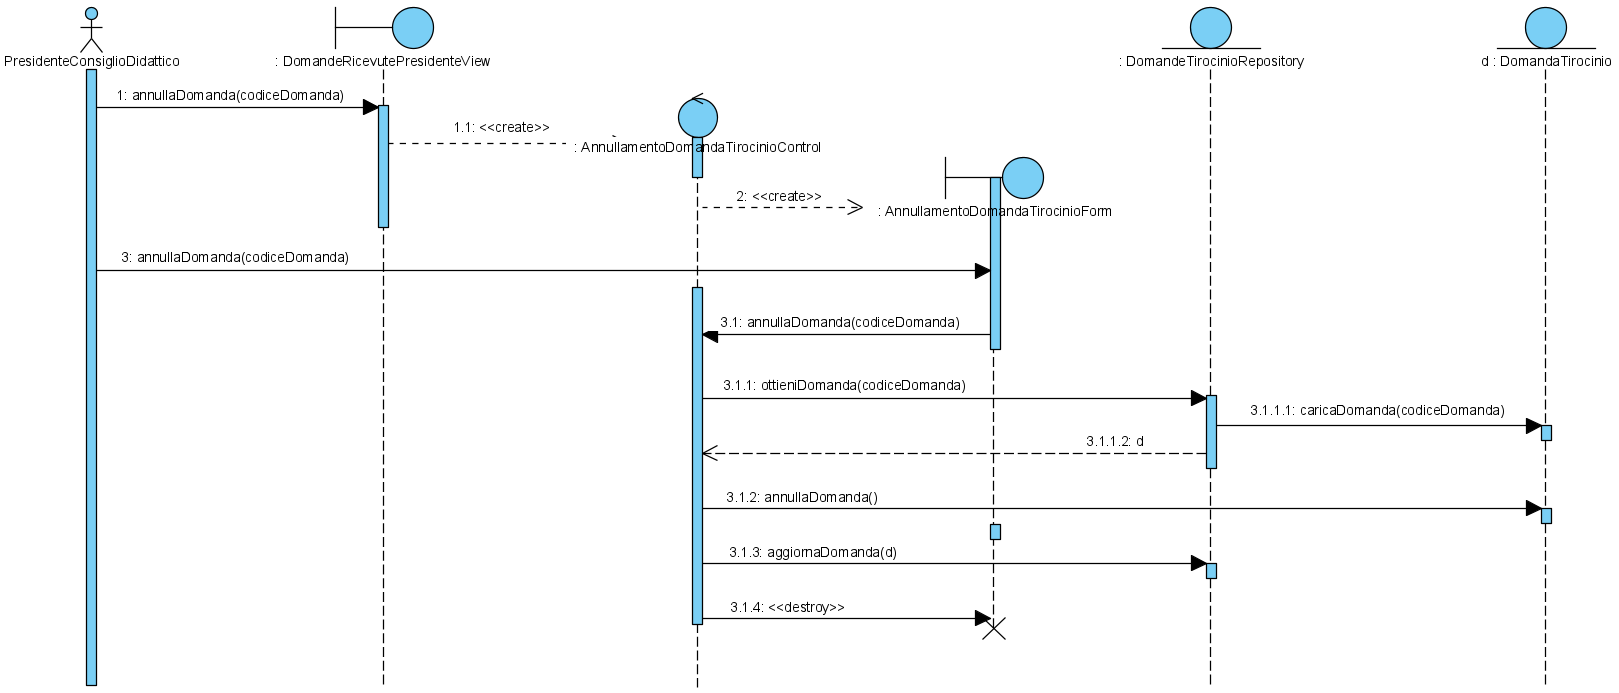 PresidenteConsiglioDidattico
: DomandeRicevutePresidenteView
: DomandeTirocinioRepository
d : DomandaTirocinio
1: annullaDomanda(codiceDomanda)
1.1: <<create>>
: AnnullamentoDomandaTirocinioControl
2: <<create>>
: AnnullamentoDomandaTirocinioForm
3: annullaDomanda(codiceDomanda)
3.1: annullaDomanda(codiceDomanda)
3.1.1: ottieniDomanda(codiceDomanda)
3.1.1.1: caricaDomanda(codiceDomanda)
3.1.1.2: d
3.1.2: annullaDomanda()
3.1.3: aggiornaDomanda(d)
3.1.4: <<destroy>>